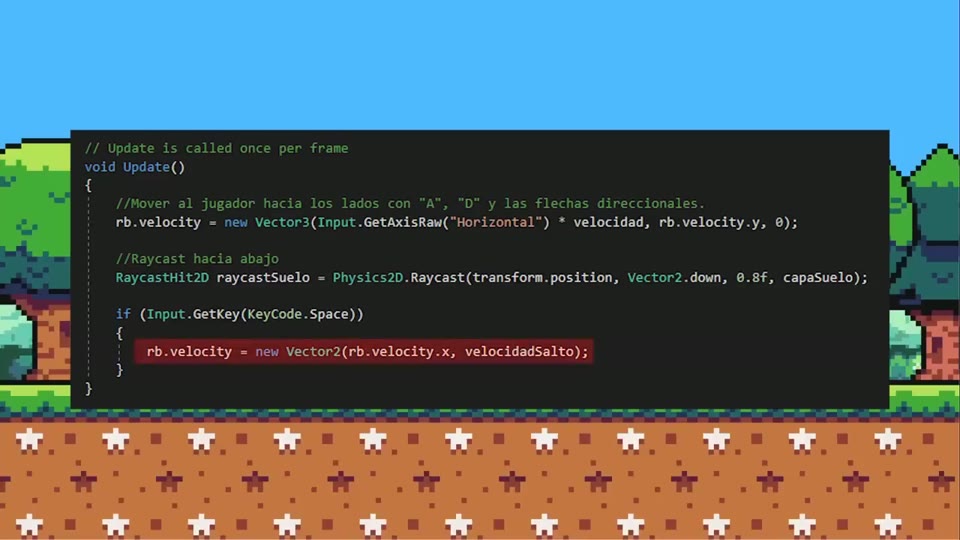 // Update is called once per frame
void Update()
{
//Mover al jugador hacia los lados con "A", "D" y las flechas direccionales.
rb.velocity = new Vector3(Input.GetAxisRaw("Horizontal") * velocidad, rb.velocity.y, 0);
//Raycast hacia abajo
RaycastHit2D raycastSuelo = Physics2D.Raycast(transform.position, Vector2.down, 0.8f, capaSuelo);
if (Input.GetKey(KeyCode.Space))
{
rb.velocity = new Vector2(rb.velocity.x, velocidadSalto);
}
}